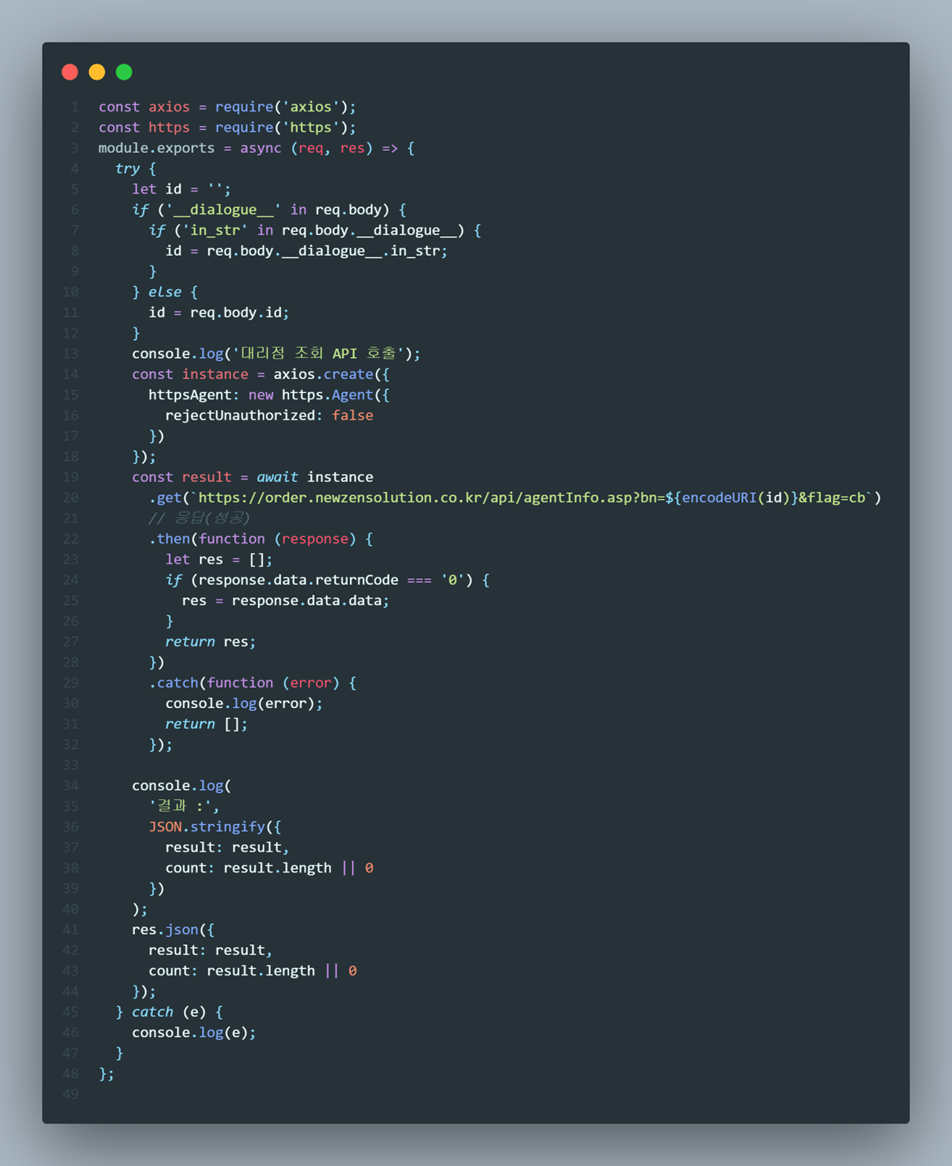 1 const axios = require('axios');
2 const https = require('https');
3 module.exports = async (req, res) => {
4   try {
5     let id = '';
6     if ('__dialogue__' in req.body) {
7       if ('in_str' in req.body.__dialogue__) {
8         id = req.body.__dialogue__.in_str;
9       }
10     } else {
11       id = req.body.id;
12     }
13     console.log('대리점 조회 API 호출');
14     const instance = axios.create({
15       httpsAgent: new https.Agent({
16         rejectUnauthorized: false
17       })
18     });
19     const result = await instance
20       .get(`https://order.newzensolution.co.kr/api/agentInfo.asp?bn=${encodeURI(id)}&flag=cb`)
21       // 응답(성공)
22       .then(function (response) {
23         let res = [];
24         if (response.data.returnCode === '0') {
25           res = response.data.data;
26         }
27         return res;
28       })
29       .catch(function (error) {
30         console.log(error);
31         return [];
32       });
33
34     console.log(
35       '결과 :',
36       JSON.stringify({
37         result: result,
38         count: result.length || 0
39       })
40     );
41     res.json({
42       result: result,
43       count: result.length || 0
44     });
45   } catch (e) {
46     console.log(e);
47   }
48 };
49